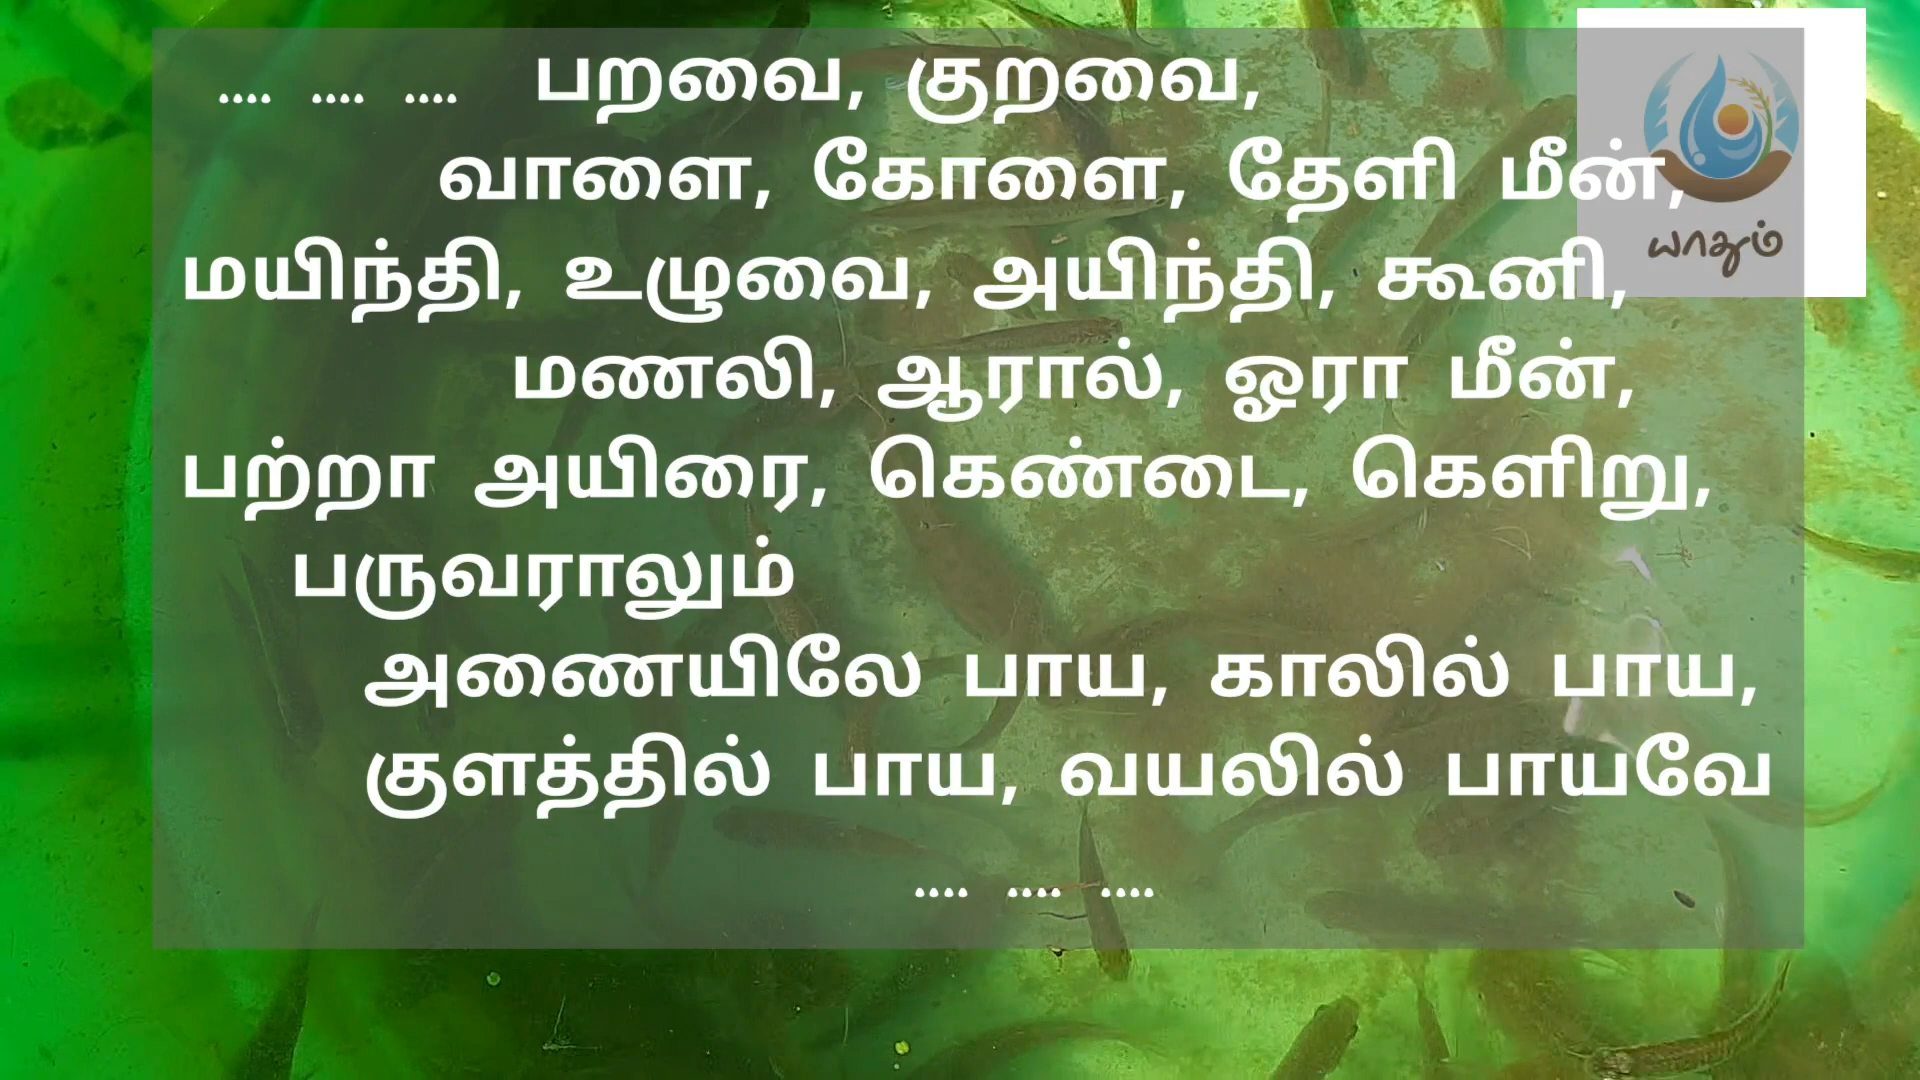 .... .... .... பறவை, குறவை,
வாளை, கோளை, தேளி மீன்,
மயிந்தி, உழுவை, அயிந்தி, கூனி,
மணலி, ஆரால், ஓரா மீன்,
பற்றா அயிரை, கெண்டை, கெளிறு,
பருவராலும்
அணையிலே பாய, காலில் பாய,
குளத்தில் பாய, வயலில் பாயவே
.... .... ....
யாதும்